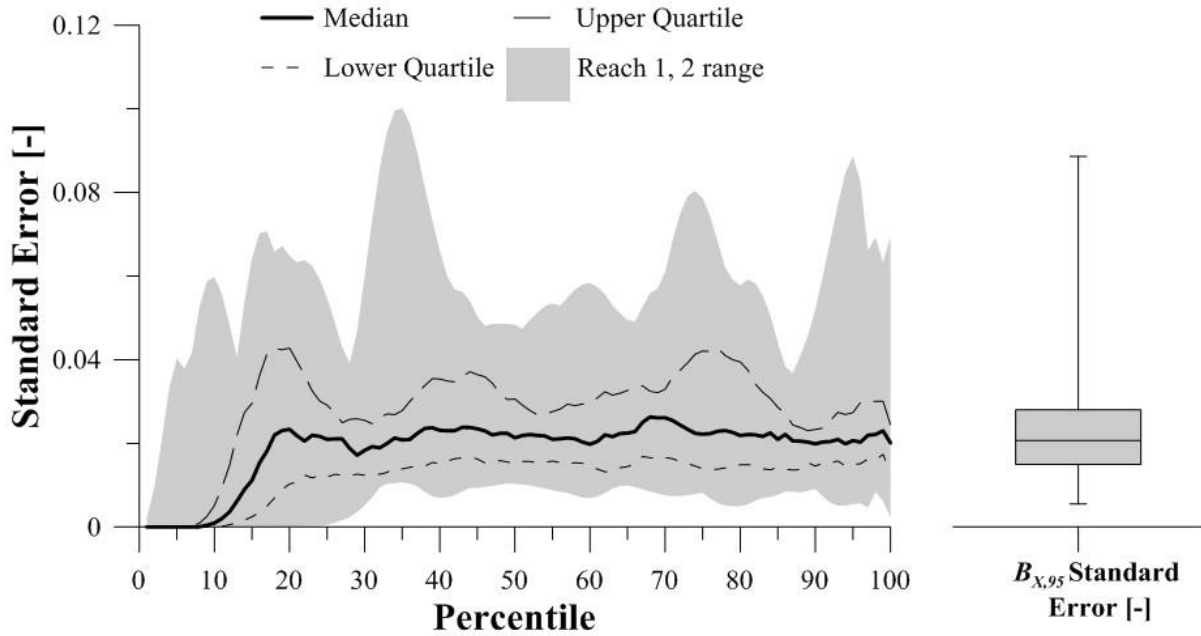 Median
Upper Quartile
Lower Quartile
Reach 1, 2 range
Standard Error [-]
0.12
0.08
0.04
0
0 10 20 30 40 50 60 70 80 90 100
Percentile
B_{X,95} Standard
Error [-]